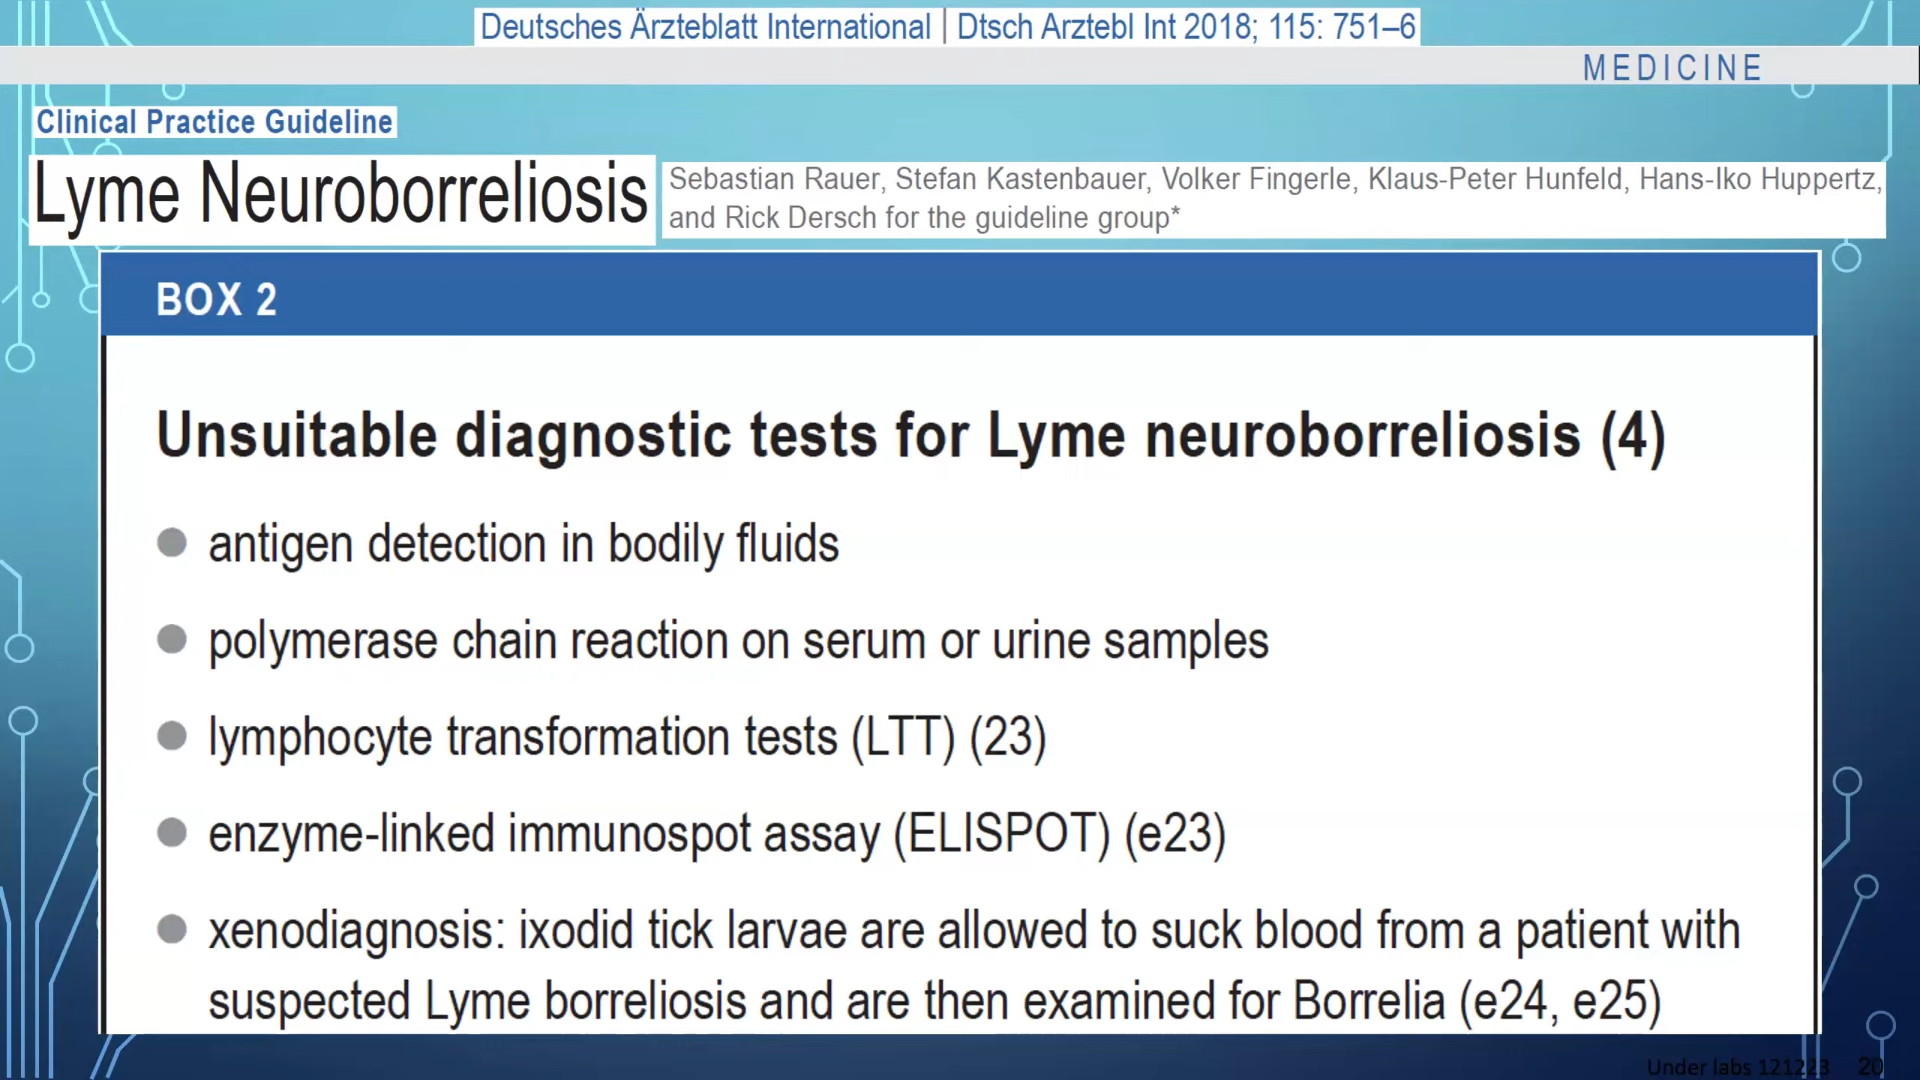 Deutsches Ärzteblatt International | Dtsch Arztebl Int 2018; 115: 751–6
MEDICINE
Clinical Practice Guideline
Lyme Neuroborreliosis
Sebastian Rauer, Stefan Kastenbauer, Volker Fingerle, Klaus-Peter Hunfeld, Hans-Iko Huppertz,
and Rick Dersch for the guideline group*
BOX 2
Unsuitable diagnostic tests for Lyme neuroborreliosis (4)
● antigen detection in bodily fluids
● polymerase chain reaction on serum or urine samples
● lymphocyte transformation tests (LTT) (23)
● enzyme-linked immunospot assay (ELISPOT) (e23)
● xenodiagnosis: ixodid tick larvae are allowed to suck blood from a patient with
suspected Lyme borreliosis and are then examined for Borrelia (e24, e25)
Under labs 121223 20